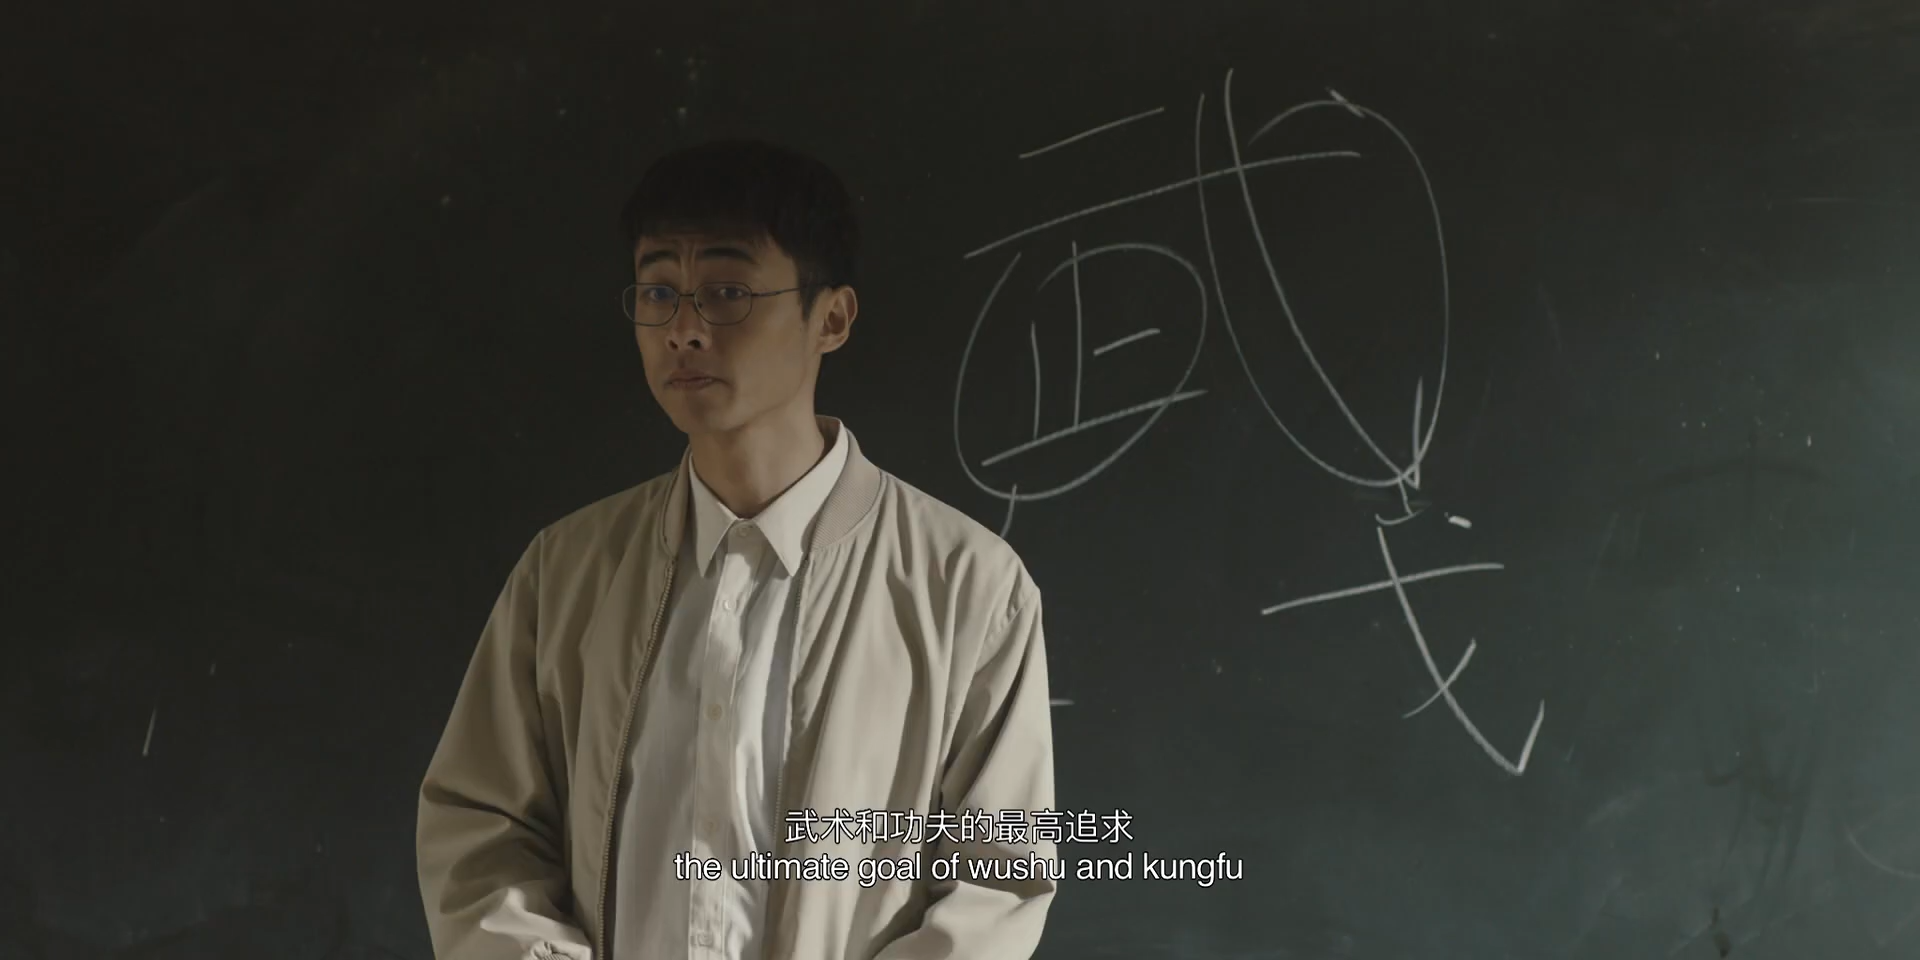 武
戈
武术和功夫的最高追求
the ultimate goal of wushu and kungfu